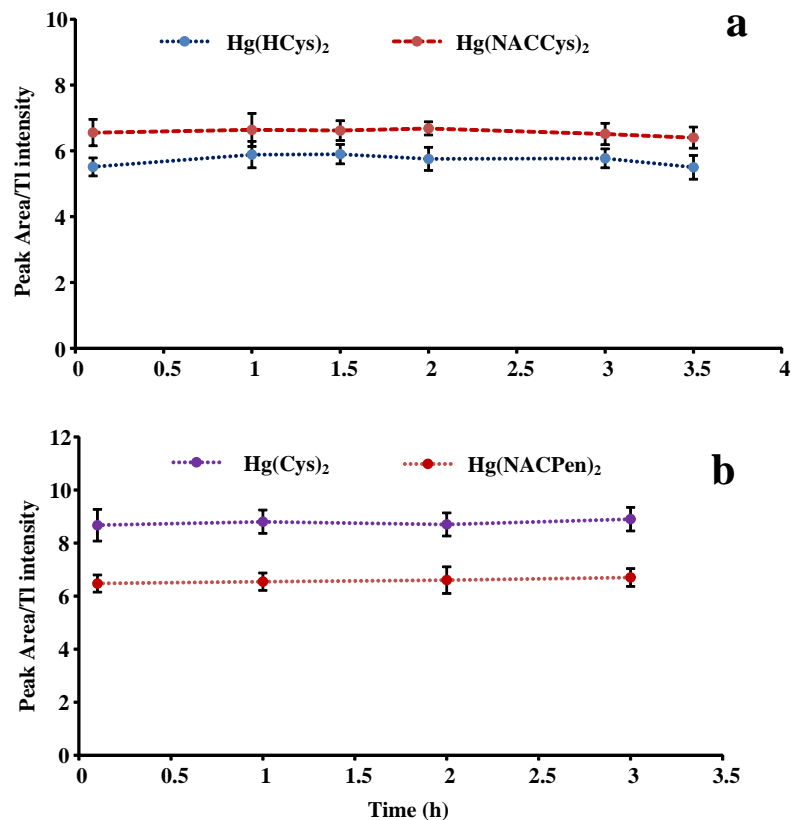 a
Hg(HCys)₂ Hg(NACCys)₂
Peak Area/Tl intensity
10
8
6
4
2
0
0 0.5 1 1.5 2 2.5 3 3.5 4
b
Hg(Cys)₂ Hg(NACPen)₂
Peak Area/Tl intensity
12
10
8
6
4
2
0
0 0.5 1 1.5 2 2.5 3 3.5
Time (h)